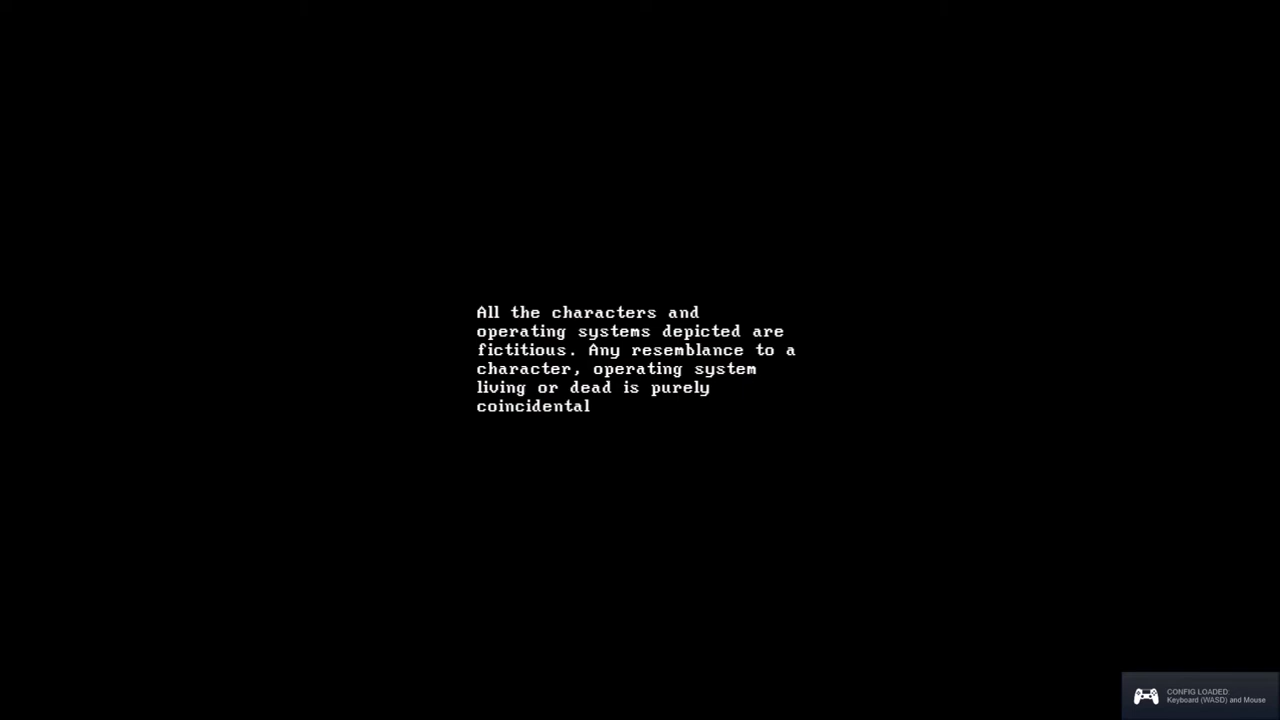 All the characters and
operating systems depicted are
fictitious. Any resemblance to a
character, operating system
living or dead is purely
coincidental
CONFIG LOADED:
Keyboard (WASD) and Mouse